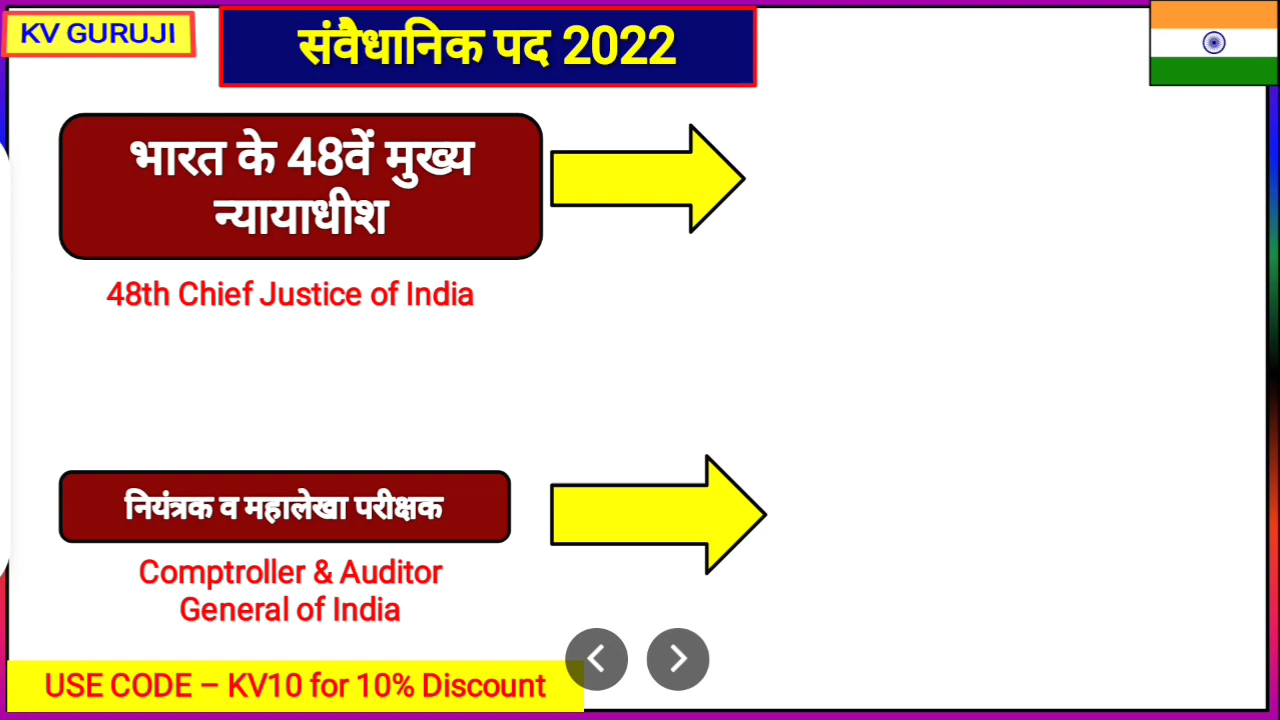 KV GURUJI
संवैधानिक पद 2022
भारत के 48वें मुख्य
न्यायाधीश
48th Chief Justice of India
नियंत्रक व महालेखा परीक्षक
Comptroller & Auditor
General of India
USE CODE – KV10 for 10% Discount